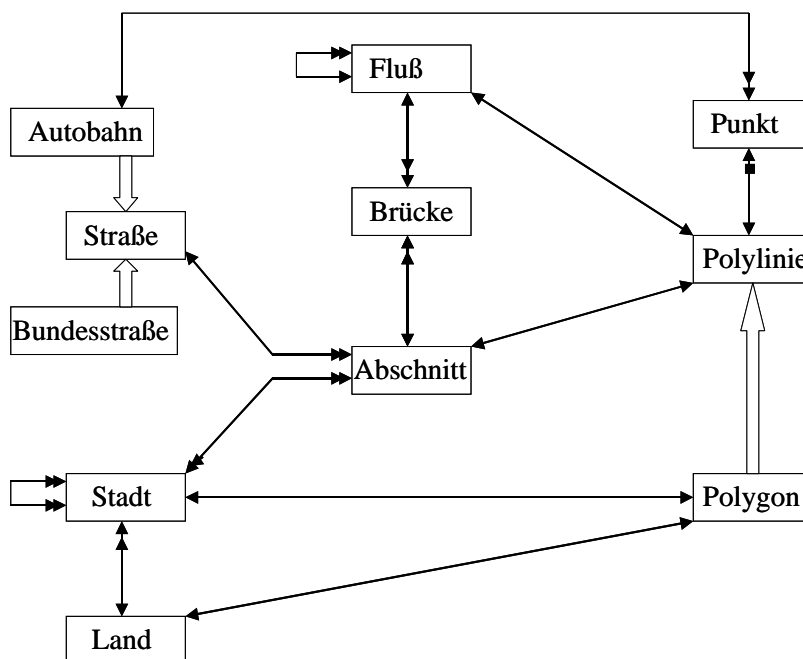 Fluß
Autobahn
Punkt
Brücke
Straße
Polylinie
Bundesstraße
Abschnitt
Stadt
Polygon
Land